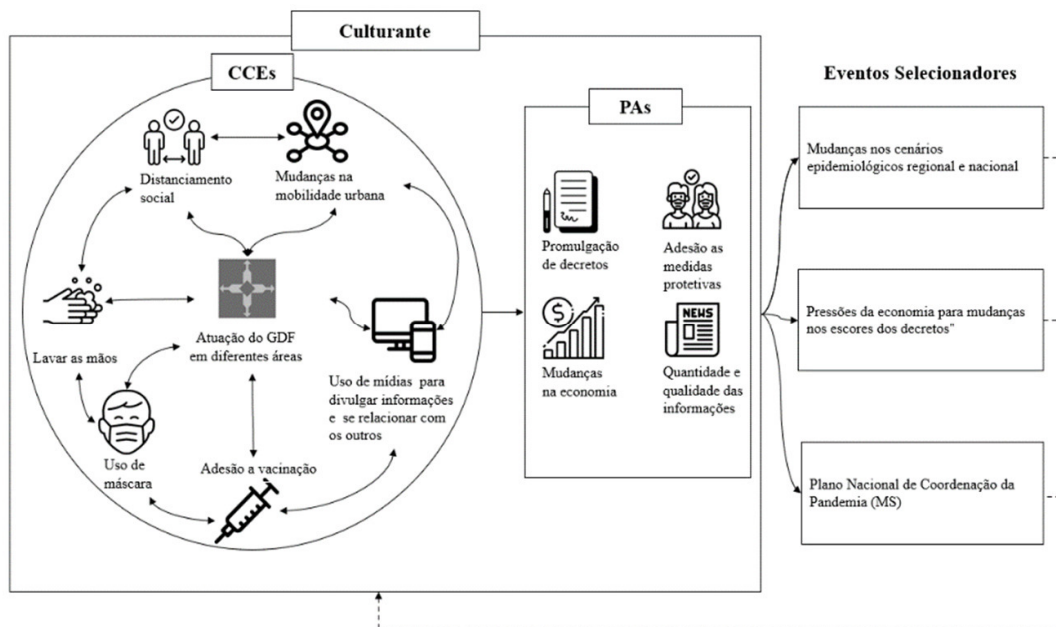 Culturante
CCEs
Distanciamento
social
Mudanças na
mobilidade urbana
Lavar as mãos
Atuação do GDF
em diferentes áreas
Uso de mídias para
divulgar informações
e se relacionar com
os outros
Uso de
máscara
Adesão a vacinação
PAs
Promulgação
de decretos
Adesão as
medidas
protetivas
$
Mudanças
na economia
NEWS
Quantidade e
qualidade das
informações
Eventos Selecionadores
Mudanças nos cenários
epidemiológicos regional e nacional
Pressões da economia para mudanças
nos escores dos decretos"
Plano Nacional de Coordenação da
Pandemia (MS)